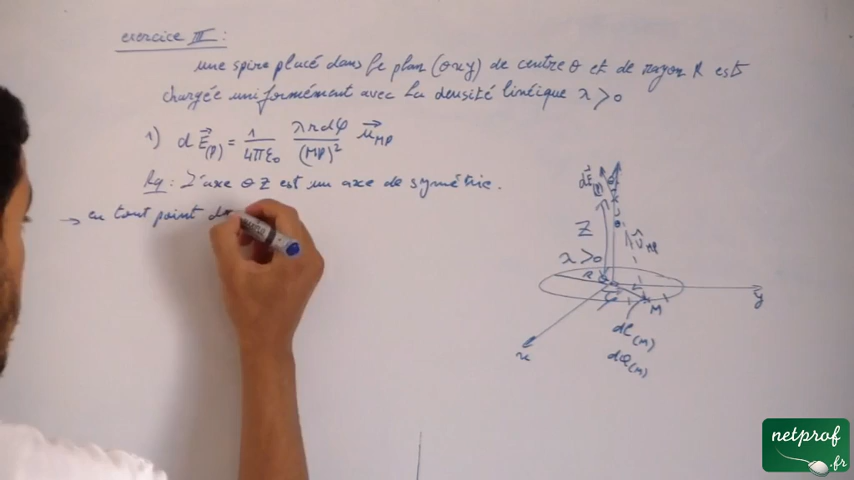 exercice III :
une spire placé dans le plan (oxy) de centre O et de rayon R est
chargée uniformément avec la densité linéique λ > 0
1) dE⃗(P) = 1/4πε₀ λRdφ/(MP)² u⃗MP
Rq : L'axe OZ est un axe de symétrie.
→ en tout point de
dE⃗
Z
λ>0
R
y
M
dl(M)
x
dQ(M)
netprof
.fr